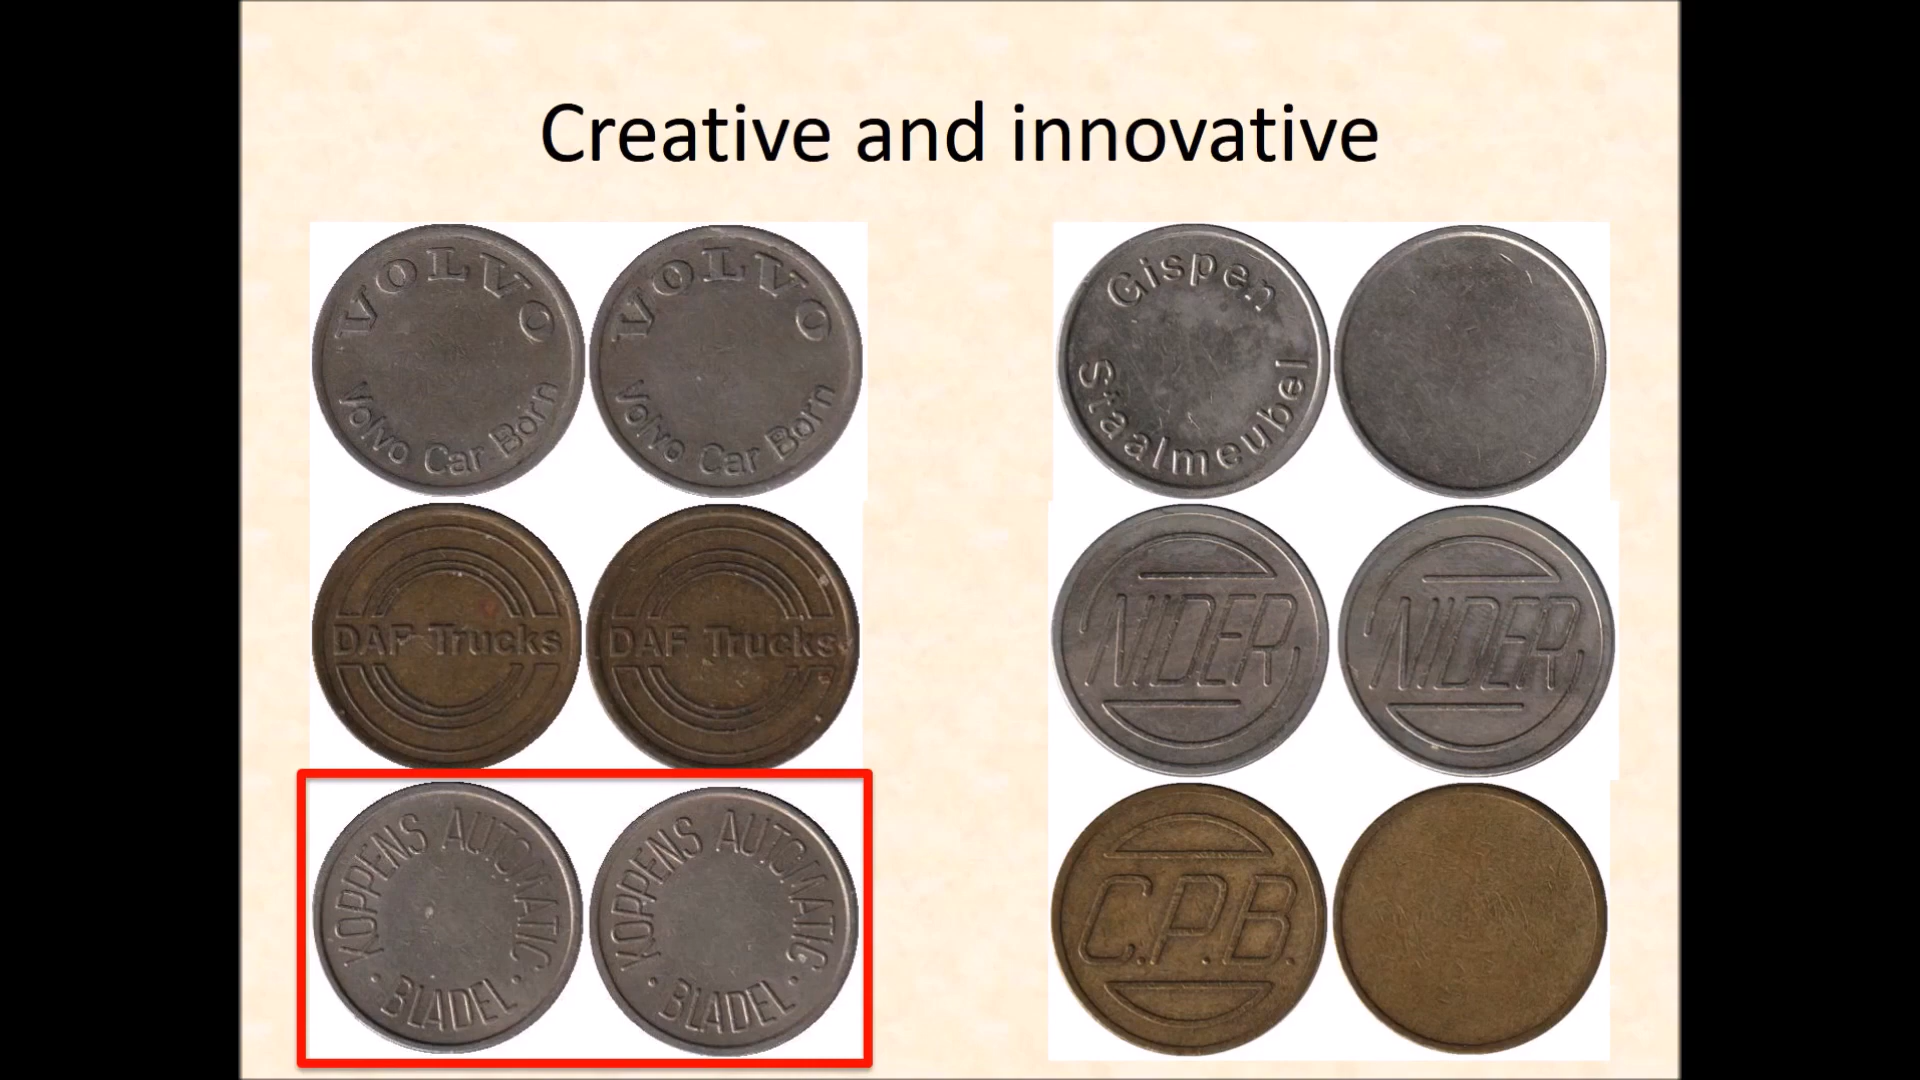 Creative and innovative
VOLVO
Volvo Car Born
VOLVO
Volvo Car Born
Gispen
Staalmeubel
DAF Trucks
DAF Trucks
NIDER
NIDER
KOPPENS AUTOMATIC
· BLADEL ·
KOPPENS AUTOMATIC
· BLADEL ·
C.P.B.